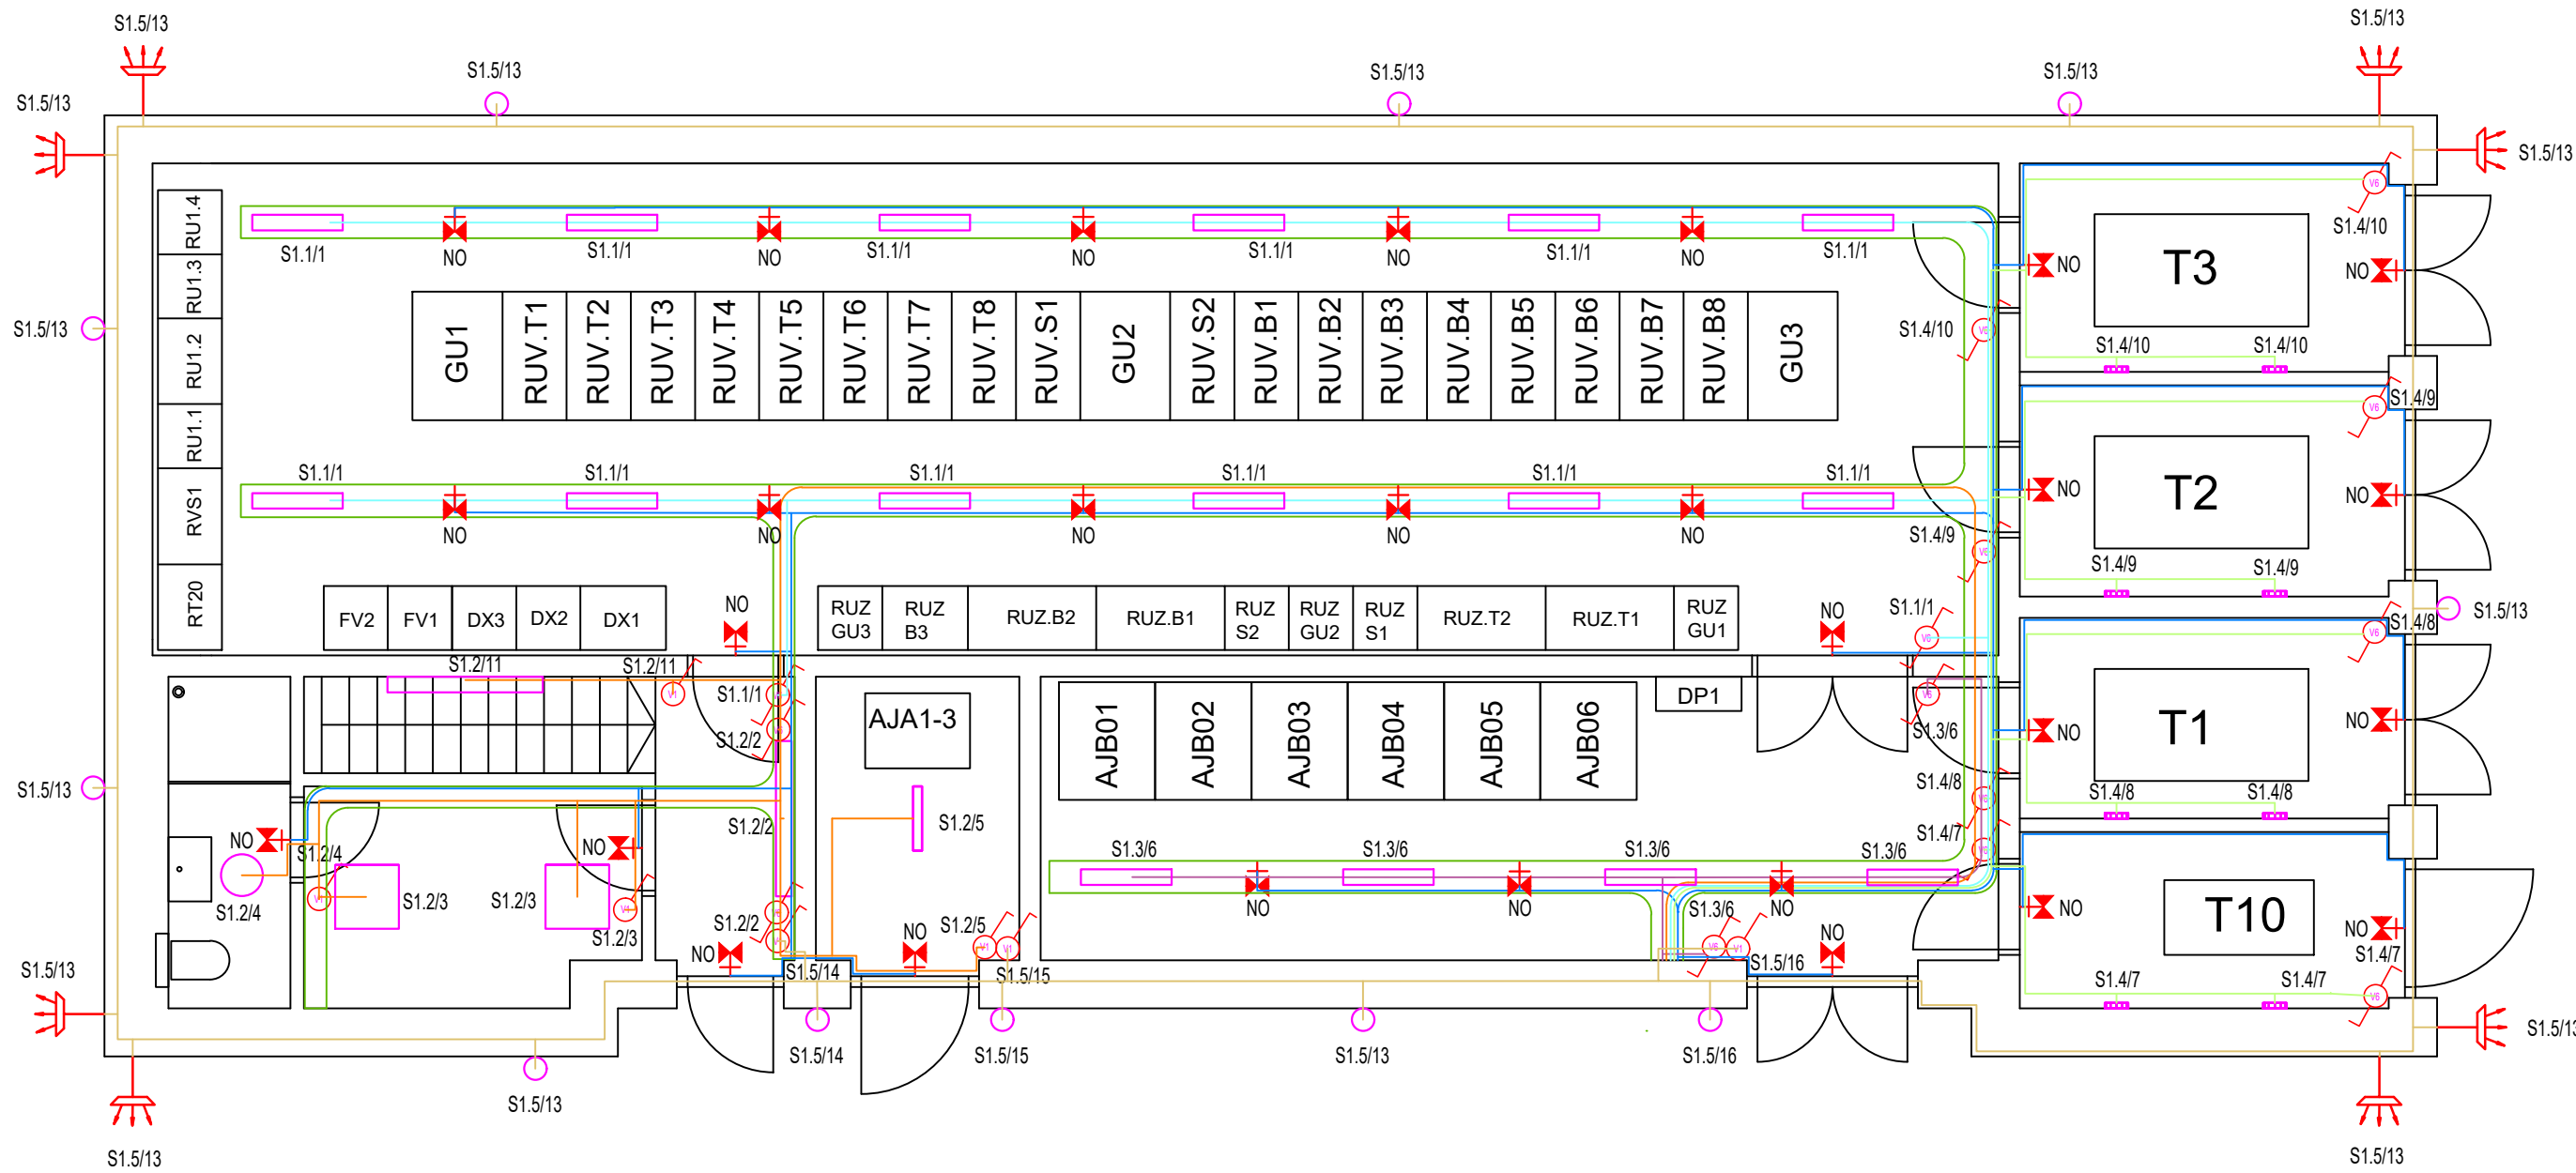 S1.5/13
S1.5/13
S1.5/13
S1.5/13
S1.5/13
S1.5/13
S1.5/13
S1.5/13
V6
S1.4/10
S1.1/1
S1.1/1
S1.1/1
S1.1/1
S1.1/1
S1.1/1
NO
NO
NO
NO
NO
NO
NO
T3
RU1.4
RU1.3
RU1.2
RU1.1
RVS1
RT20
GU1
RUV.T1
RUV.T2
RUV.T3
RUV.T4
RUV.T5
RUV.T6
RUV.T7
RUV.T8
RUV.S1
GU2
RUV.S2
RUV.B1
RUV.B2
RUV.B3
RUV.B4
RUV.B5
RUV.B6
RUV.B7
RUV.B8
GU3
S1.5/13
S1.4/10
S1.4/10
S1.4/10
S1.4/9
V6
S1.1/1
S1.1/1
S1.1/1
S1.1/1
S1.1/1
S1.1/1
NO
NO
NO
NO
NO
NO
NO
T2
S1.4/9
S1.4/9
S1.4/9
FV2
FV1
DX3
DX2
DX1
NO
RUZ
GU3
RUZ
B3
RUZ.B2
RUZ.B1
RUZ
S2
RUZ
GU2
RUZ
S1
RUZ.T2
RUZ.T1
RUZ
GU1
NO
S1.1/1
S1.5/13
V6
S1.4/8
S1.2/11
S1.2/11
V1
S1.1/1
S1.2/2
AJA1-3
AJB01
AJB02
AJB03
AJB04
AJB05
AJB06
DP1
V6
S1.3/6
NO
T1
NO
S1.5/13
S1.4/8
S1.4/8
S1.4/8
NO
S1.2/4
NO
S1.2/2
S1.2/5
S1.3/6
S1.3/6
S1.3/6
S1.3/6
S1.4/7
S1.2/4
S1.2/3
S1.2/3
S1.2/3
S1.2/2
NO
NO
S1.2/5
V1
V1
NO
NO
NO
S1.3/6
V6
V1
NO
NO
T10
NO
S1.4/7
S1.5/13
S1.5/14
S1.5/15
S1.5/16
S1.4/7
S1.4/7
V6
S1.5/14
S1.5/15
S1.5/13
S1.5/16
S1.5/13
S1.5/13
S1.5/13